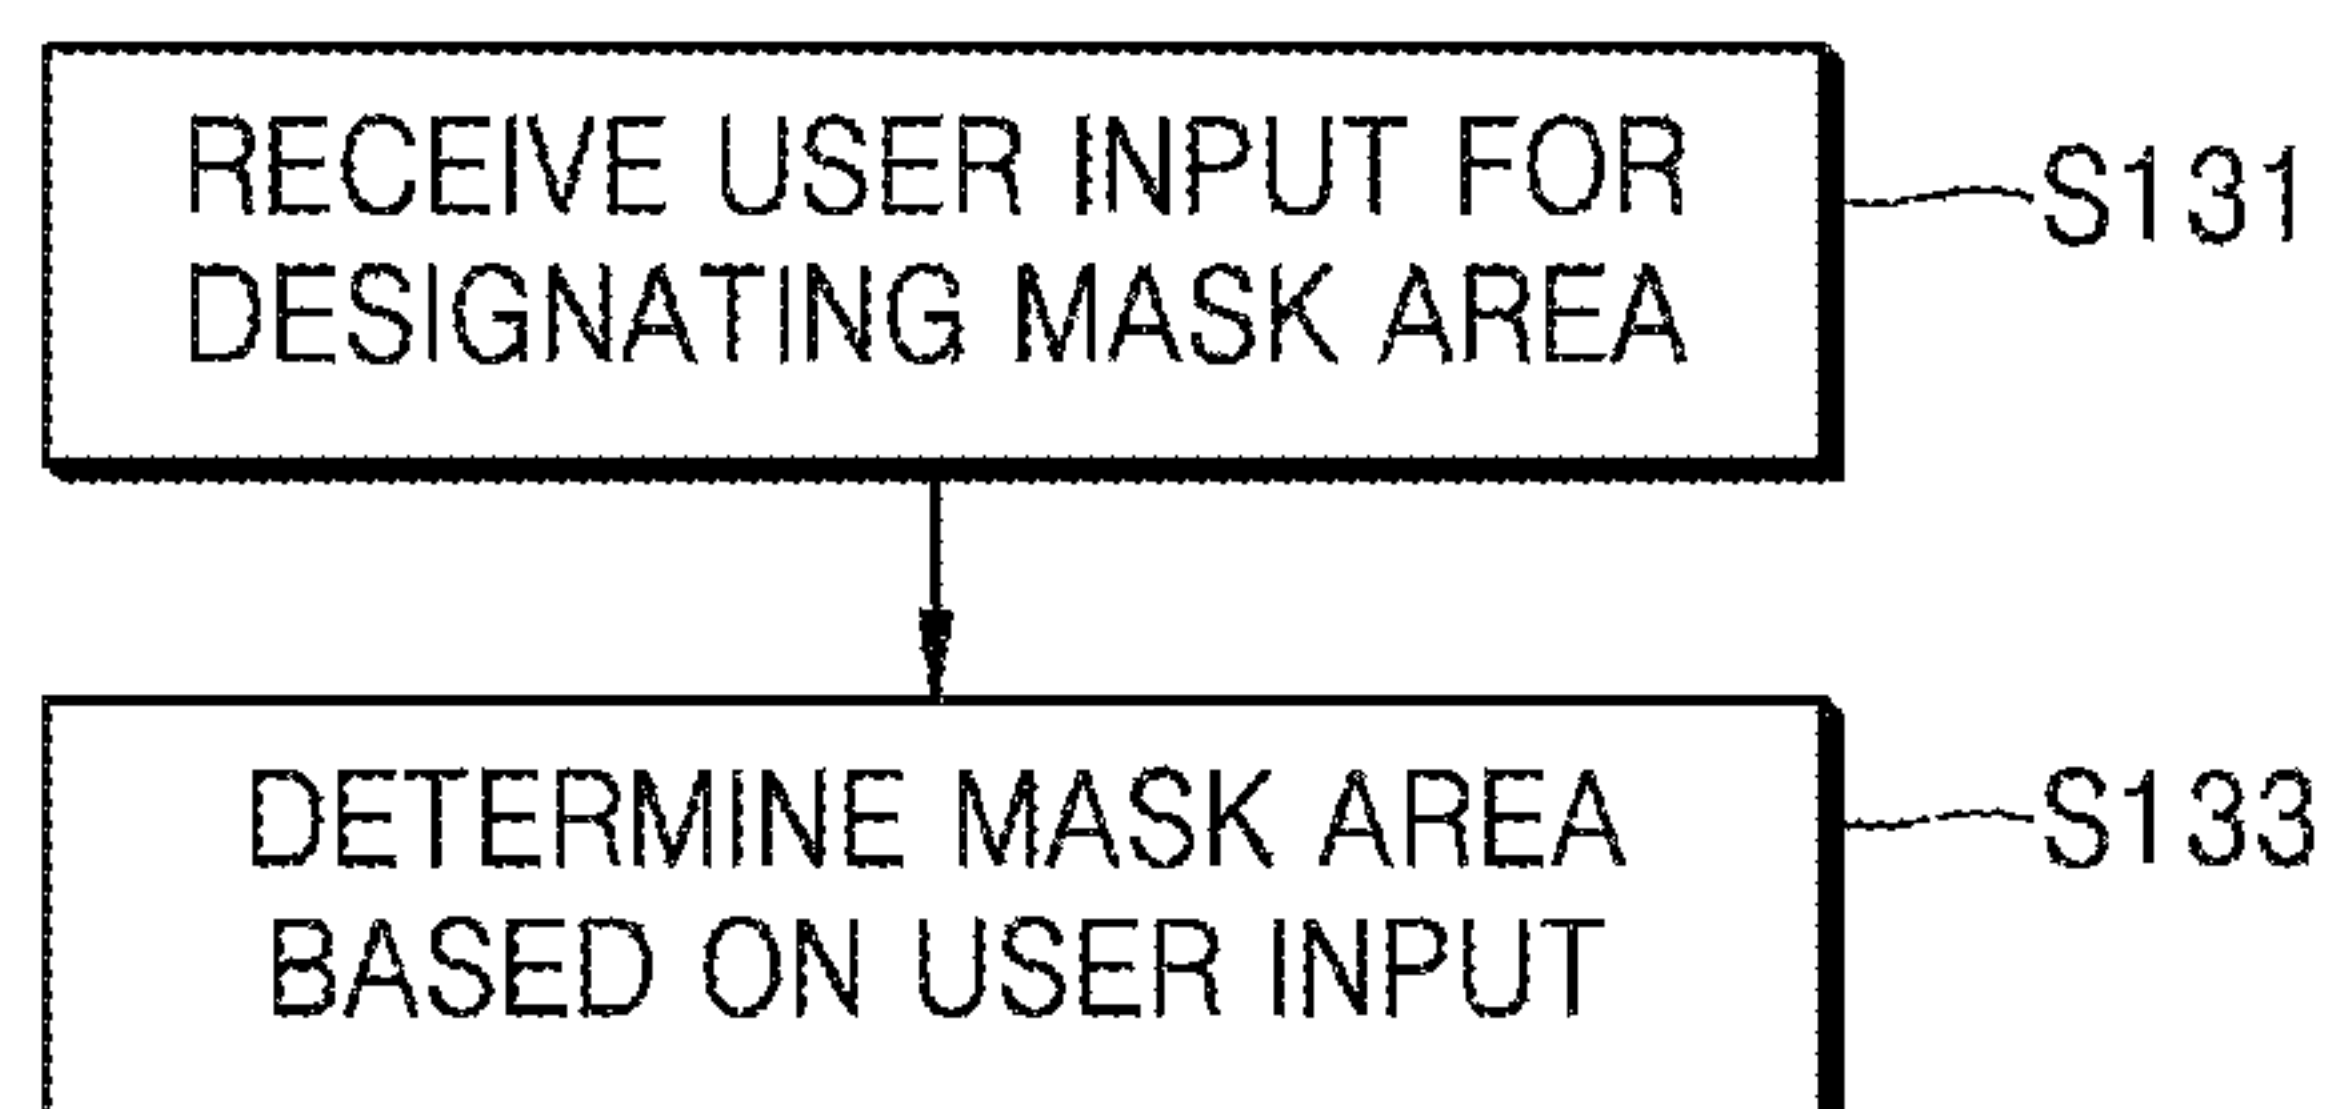 RECEIVE USER INPUT FOR
DESIGNATING MASK AREA
S131
DETERMINE MASK AREA
BASED ON USER INPUT
S133